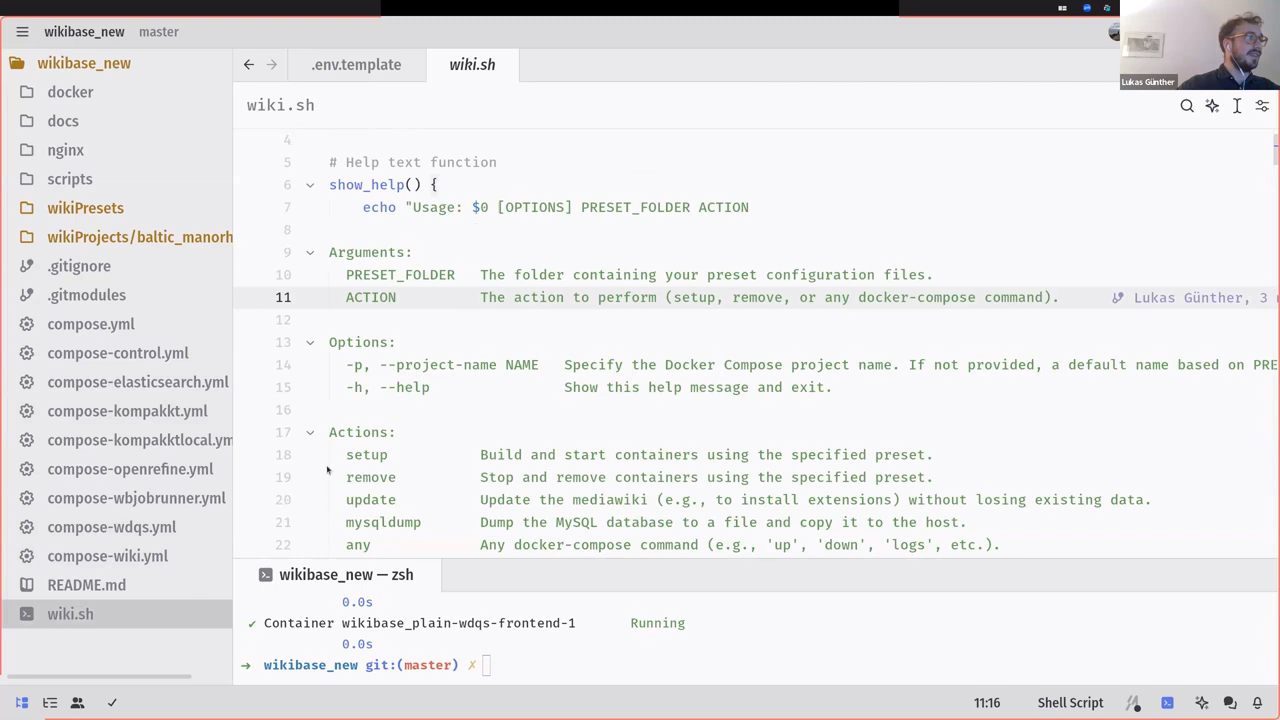 wikibase_new master
Lukas Günther
wikibase_new
docker
docs
nginx
scripts
wikiPresets
wikiProjects/baltic_manorh
.gitignore
.gitmodules
compose.yml
compose-control.yml
compose-elasticsearch.yml
compose-kompakkt.yml
compose-kompakktlocal.ym
compose-openrefine.yml
compose-wbjobrunner.yml
compose-wdqs.yml
compose-wiki.yml
README.md
wiki.sh
.env.template wiki.sh
wiki.sh
4
5 # Help text function
6 show_help() {
7 echo "Usage: $0 [OPTIONS] PRESET_FOLDER ACTION
8
9 Arguments:
10 PRESET_FOLDER The folder containing your preset configuration files.
11 ACTION The action to perform (setup, remove, or any docker-compose command). Lukas Günther, 3
12
13 Options:
14 -p, --project-name NAME Specify the Docker Compose project name. If not provided, a default name based on PRE
15 -h, --help Show this help message and exit.
16
17 Actions:
18 setup Build and start containers using the specified preset.
19 remove Stop and remove containers using the specified preset.
20 update Update the mediawiki (e.g., to install extensions) without losing existing data.
21 mysqldump Dump the MySQL database to a file and copy it to the host.
22 any Any docker-compose command (e.g., 'up', 'down', 'logs', etc.).
wikibase_new — zsh
0.0s
✔ Container wikibase_plain-wdqs-frontend-1 Running
0.0s
→ wikibase_new git:(master) ✗
11:16 Shell Script